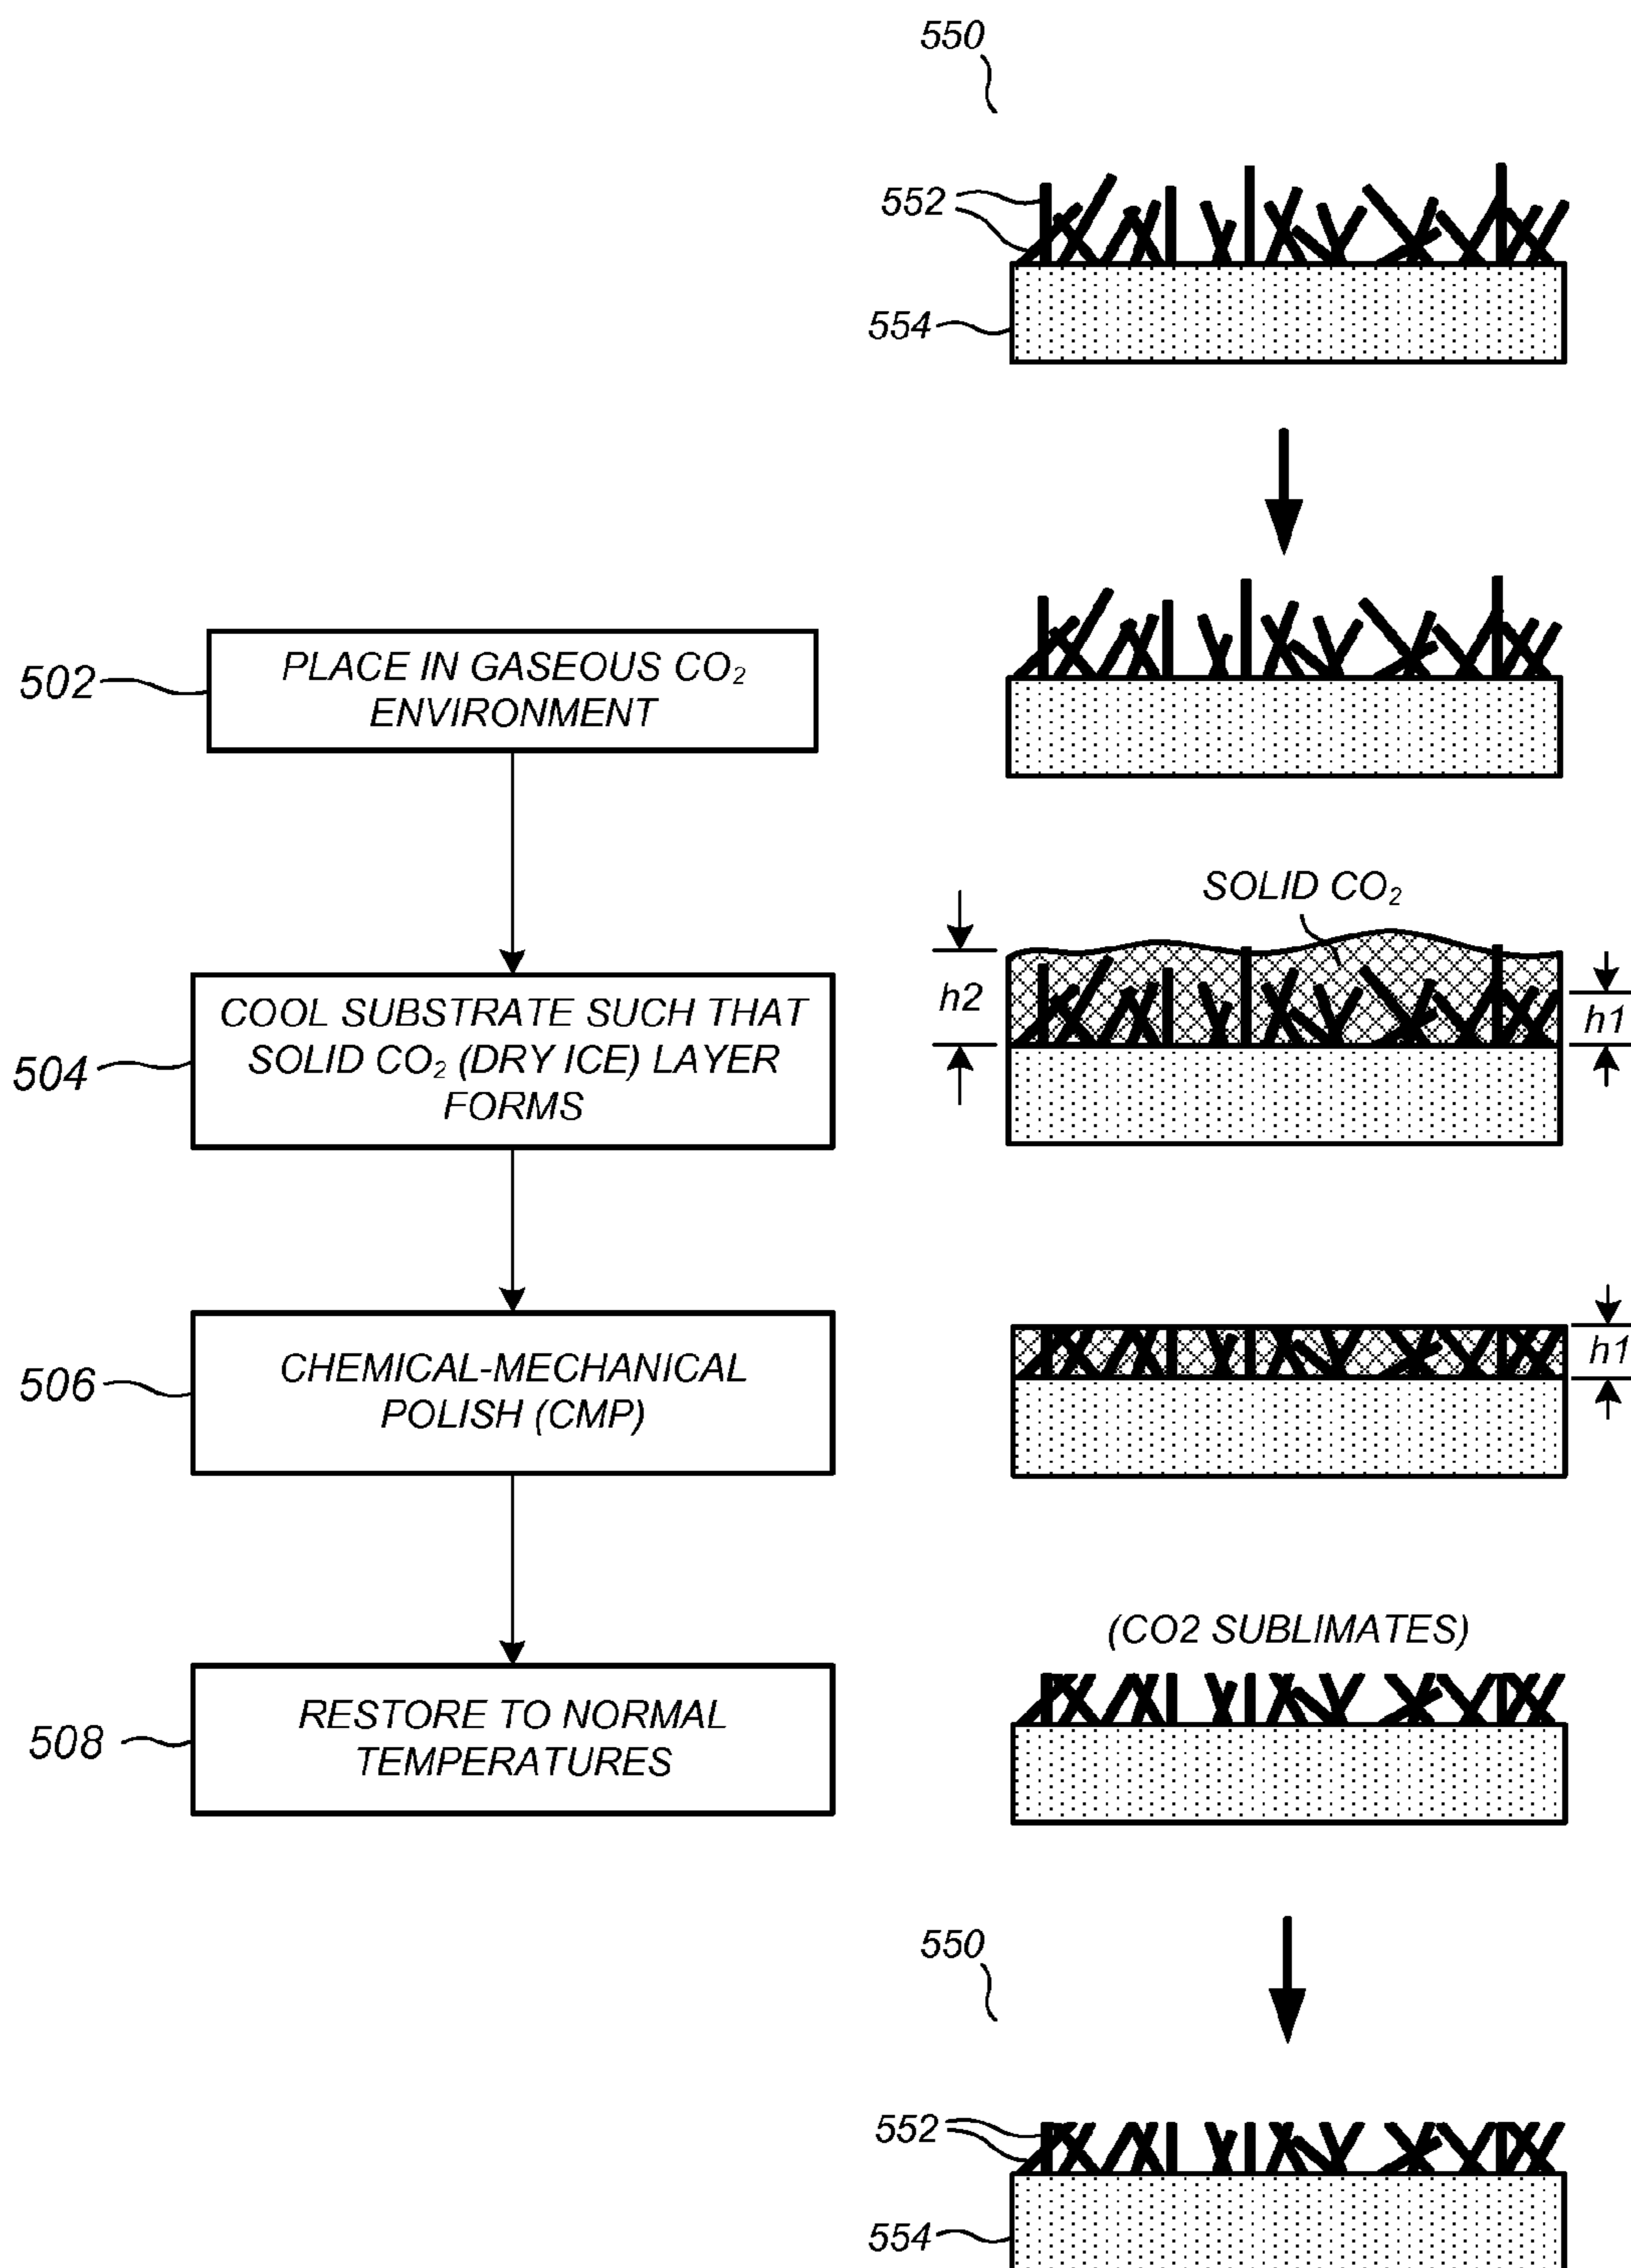 550
552
554
502
PLACE IN GASEOUS CO₂
ENVIRONMENT
SOLID CO₂
h2
h1
504
COOL SUBSTRATE SUCH THAT
SOLID CO₂ (DRY ICE) LAYER
FORMS
506
CHEMICAL-MECHANICAL
POLISH (CMP)
h1
(CO2 SUBLIMATES)
508
RESTORE TO NORMAL
TEMPERATURES
550
552
554